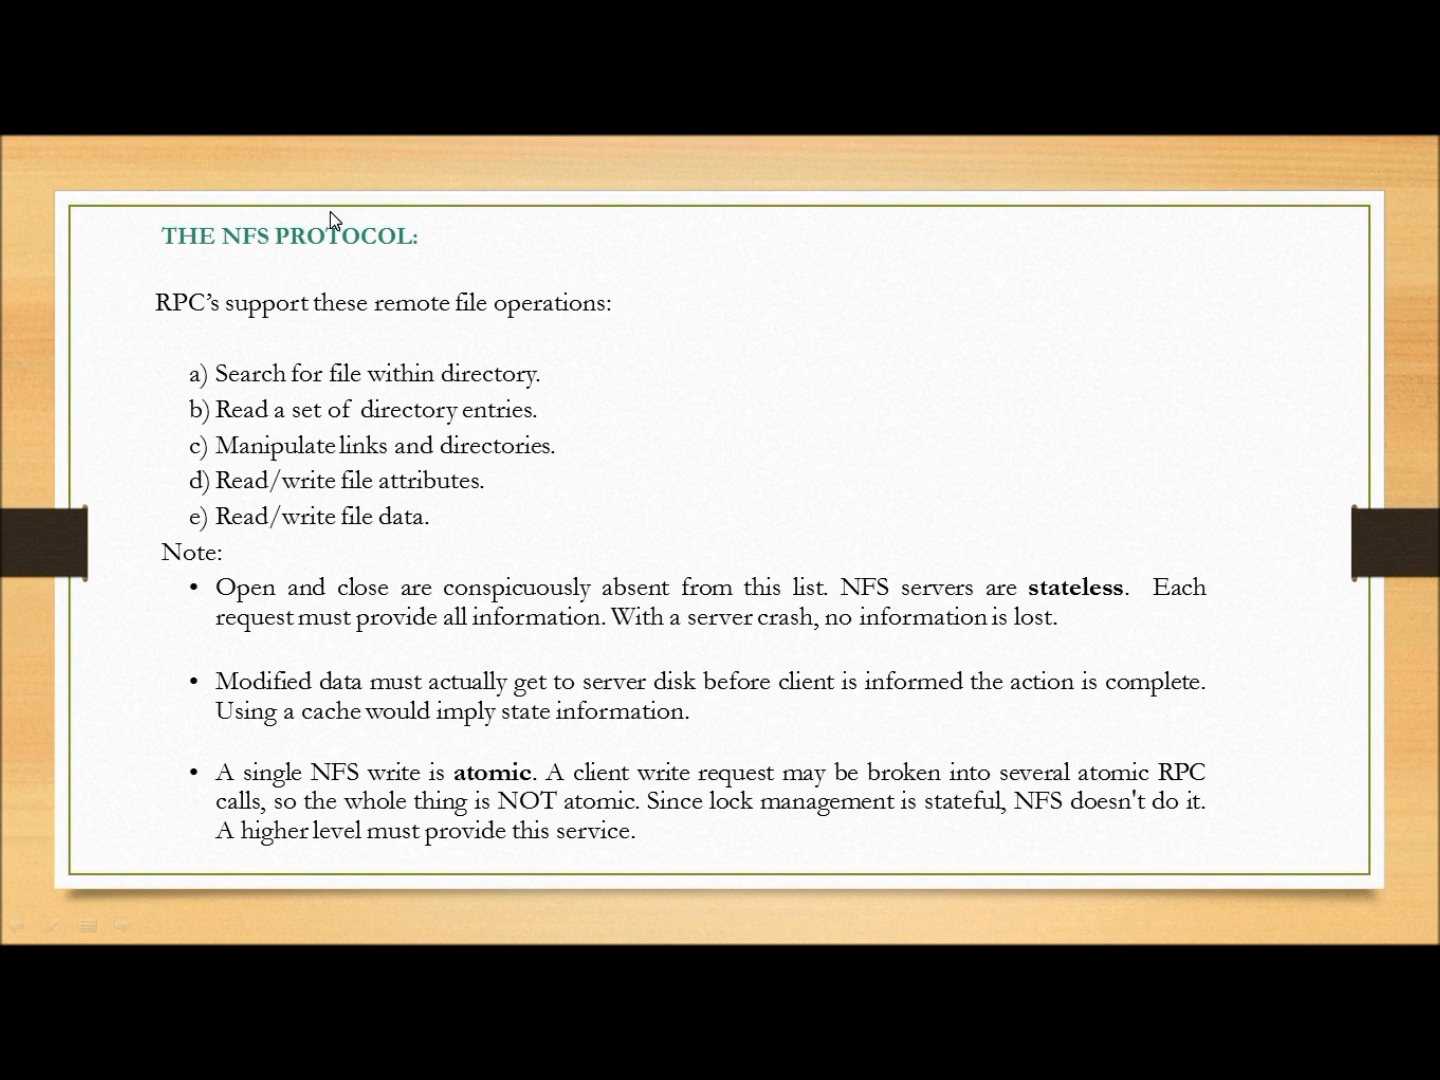 THE NFS PROTOCOL:
RPC’s support these remote file operations:
a) Search for file within directory.
b) Read a set of directory entries.
c) Manipulate links and directories.
d) Read/write file attributes.
e) Read/write file data.
Note:
• Open and close are conspicuously absent from this list. NFS servers are stateless. Each
request must provide all information. With a server crash, no information is lost.
• Modified data must actually get to server disk before client is informed the action is complete.
Using a cache would imply state information.
• A single NFS write is atomic. A client write request may be broken into several atomic RPC
calls, so the whole thing is NOT atomic. Since lock management is stateful, NFS doesn't do it.
A higher level must provide this service.